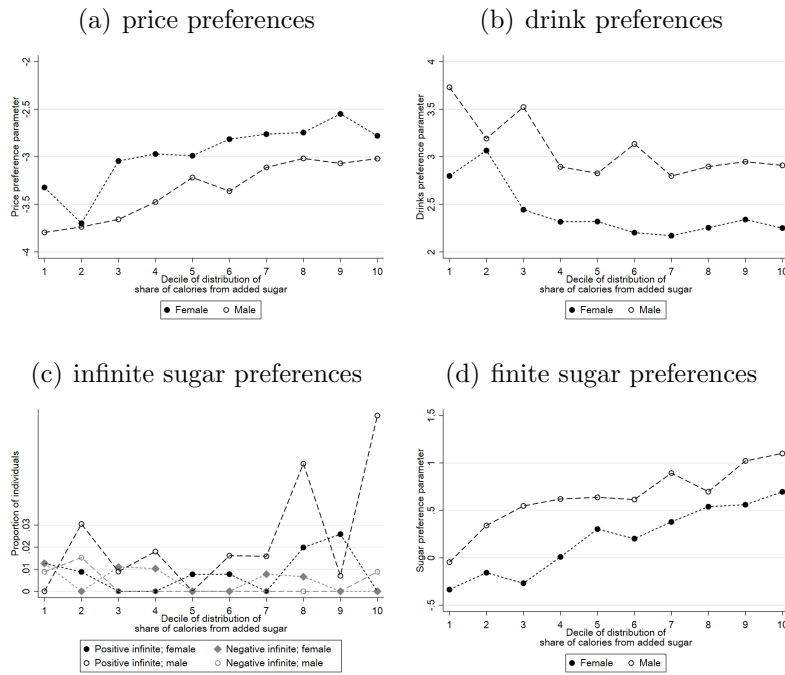 (a) price preferences
-2
-2.5
-3
-3.5
-4
Price preference parameter
1 2 3 4 5 6 7 8 9 10
Decile of distribution of
share of calories from added sugar
Female Male
(b) drink preferences
4
3.5
3
2.5
2
Drinks preference parameter
1 2 3 4 5 6 7 8 9 10
Decile of distribution of
share of calories from added sugar
Female Male
(c) infinite sugar preferences
.03
.02
.01
0
Proportion of individuals
1 2 3 4 5 6 7 8 9 10
Decile of distribution of
share of calories from added sugar
Positive infinite; female Negative infinite; female
Positive infinite; male Negative infinite; male
(d) finite sugar preferences
1.5
1
.5
0
-.5
Sugar preference parameter
1 2 3 4 5 6 7 8 9 10
Decile of distribution of
share of calories from added sugar
Female Male